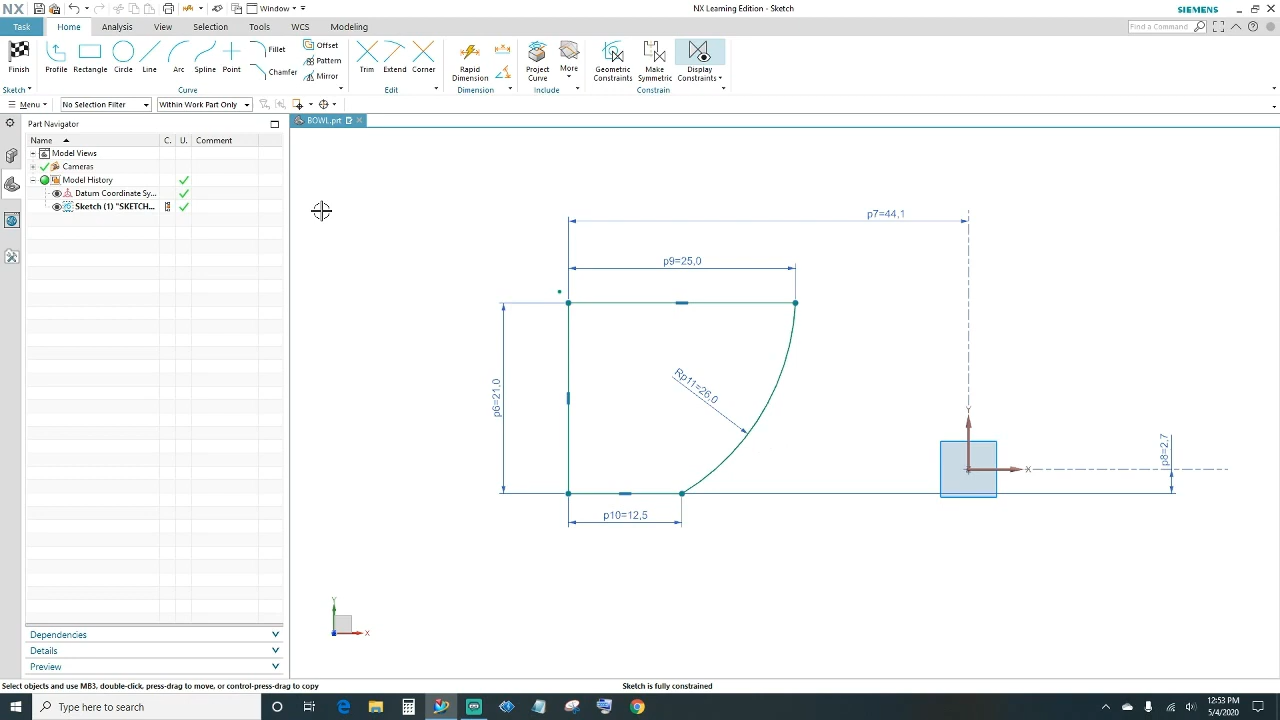 NX
Window
NX Learning Edition - Sketch
SIEMENS
Task
Home
Analysis
View
Selection
Tools
WCS
Modeling
Find a Command
Finish
Profile
Rectangle
Circle
Line
Arc
Spline
Point
Fillet
Chamfer
Offset
Pattern
Mirror
Trim
Extend
Corner
Rapid
Dimension
Project
Curve
More
Geometric
Constraints
Make
Symmetric
Display
Constraints
Sketch
Curve
Edit
Dimension
Include
Constrain
Menu
No Selection Filter
Within Work Part Only
Part Navigator
BOWL.prt
Name
C.
U.
Comment
Model Views
Cameras
Model History
Datum Coordinate Sy...
Sketch (1) "SKETCH...
p7=44,1
p9=25,0
p6=21,0
Rp11=26,0
p10=12,5
p8=2,7
Y
X
Y
X
Dependencies
Details
Preview
Select objects and use MB3, double-click, press-drag to move, or control-press-drag to copy
Sketch is fully constrained
Type here to search
12:53 PM
5/4/2020